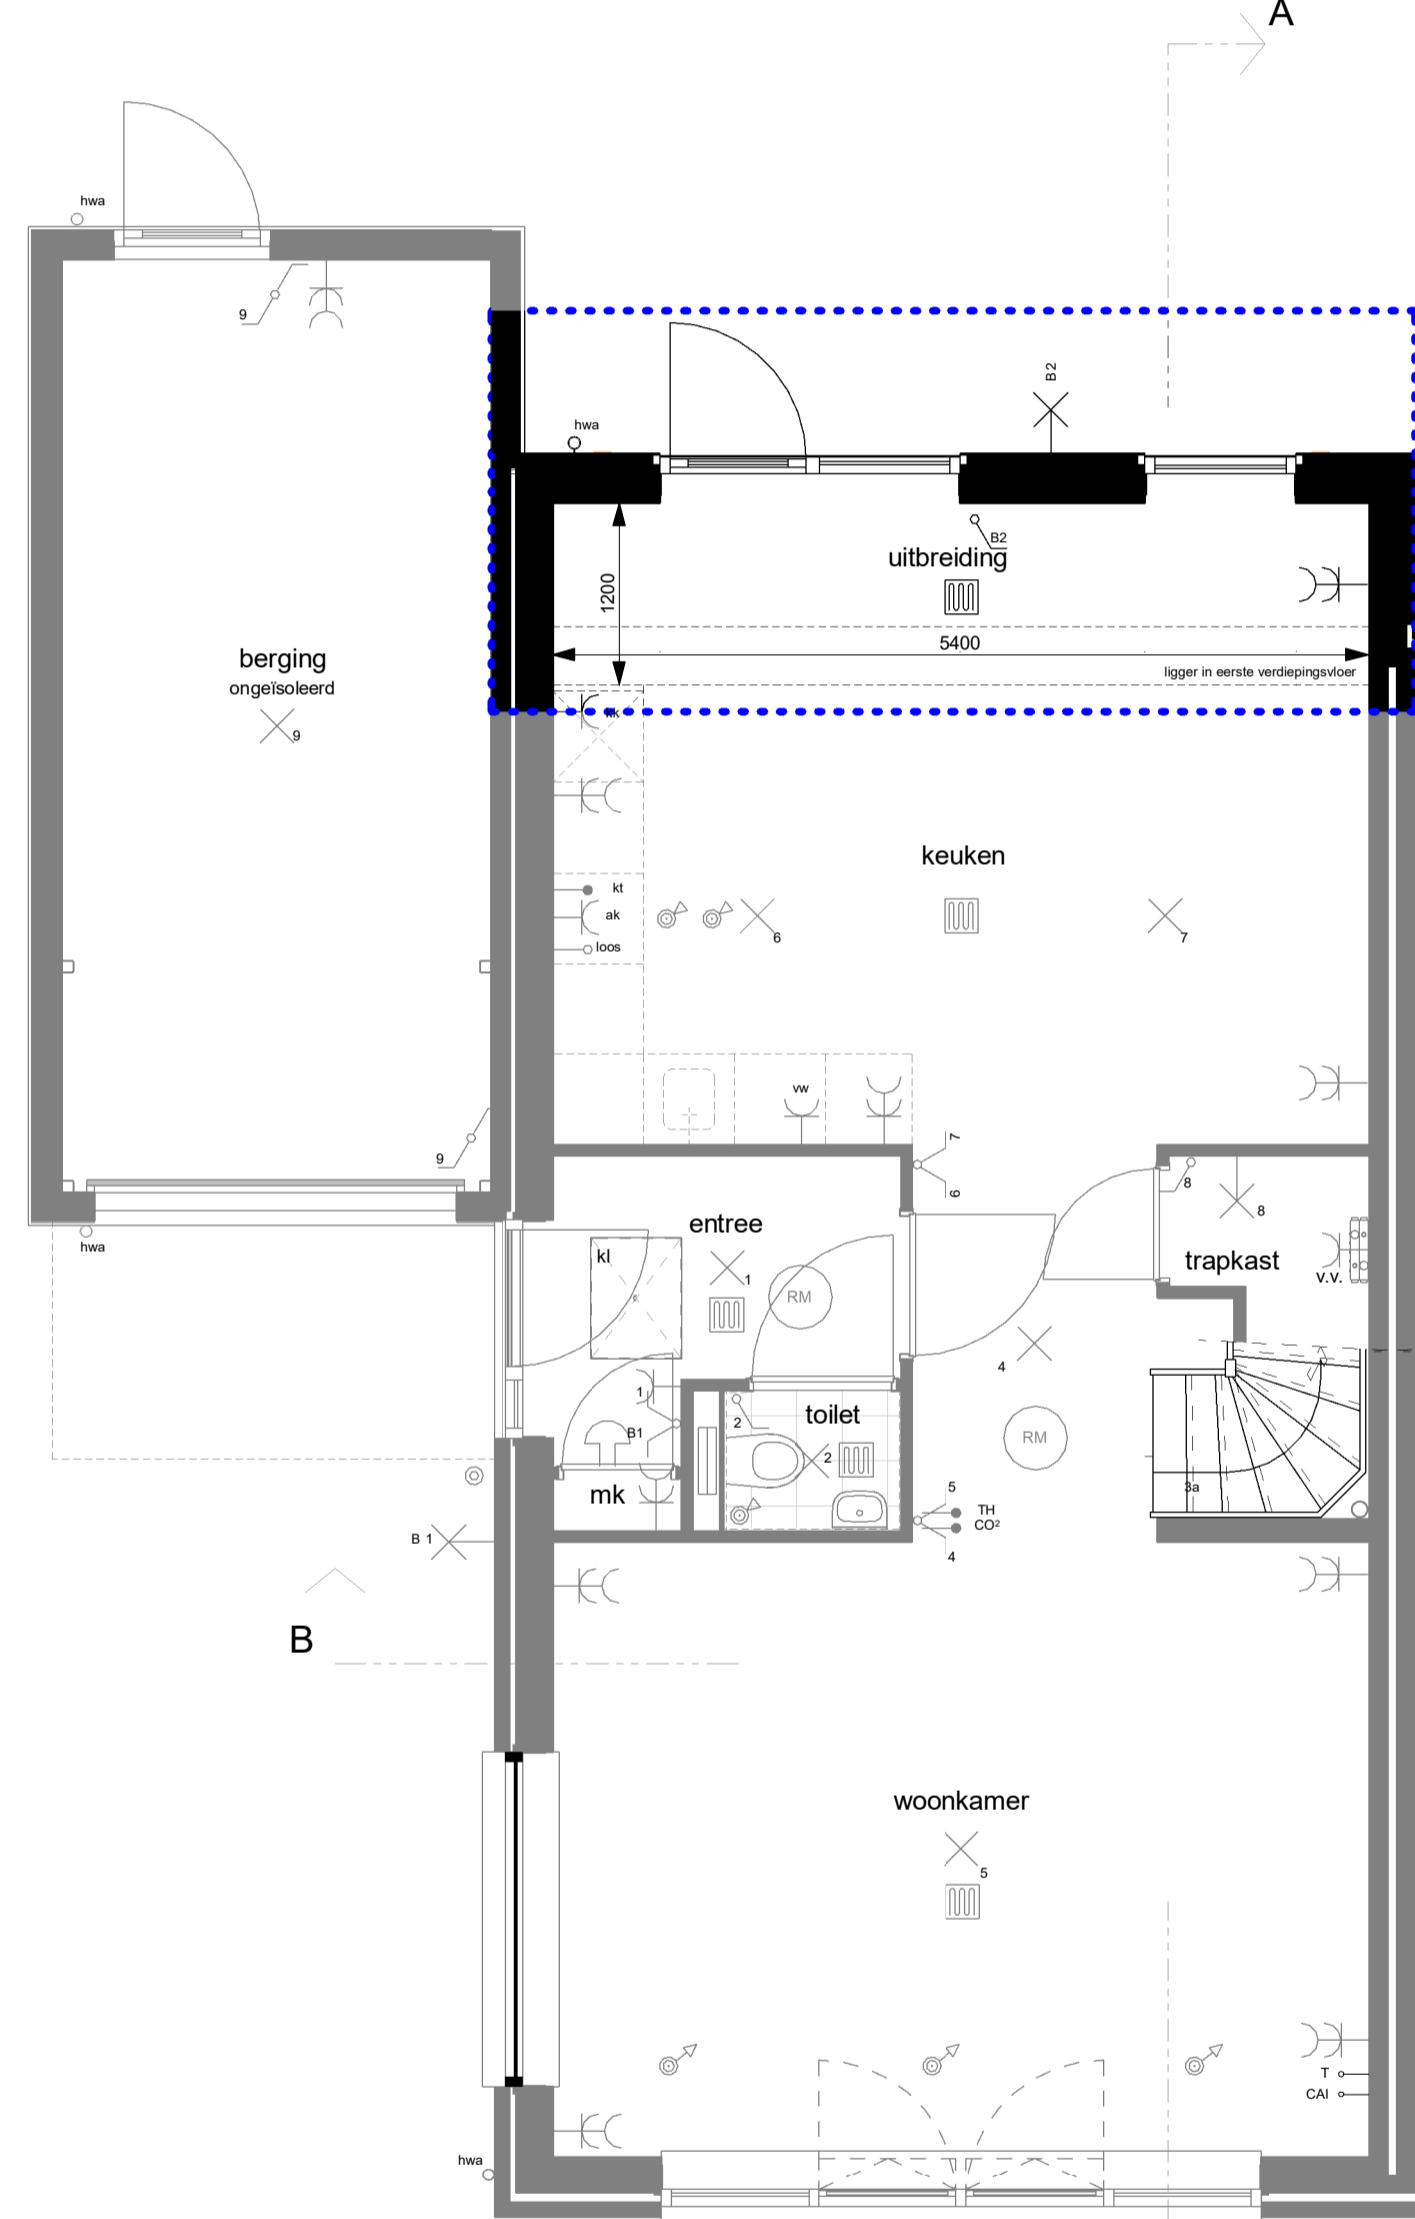 A
hwa
9
B2
hwa
B2
uitbreiding
1200
5400
ligger in eerste verdiepingsvloer
berging
ongeïsoleerd
9
kk
keuken
kt
ak
loos
6
7
vw
7
6
9
hwa
entree
kl
1
RM
8
8
trapkast
v.v.
4
1
B1
2
toilet
2
RM
3a
mk
5
TH
CO²
4
B 1
B
woonkamer
5
T
CAI
hwa